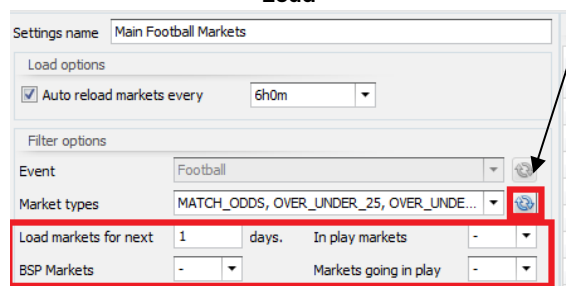 Load
Settings name Main Football Markets
Load options
Auto reload markets every 6h0m
Filter options
Event Football
Market types MATCH_ODDS, OVER_UNDER_25, OVER_UNDE...
Load markets for next 1 days. In play markets -
BSP Markets - Markets going in play -